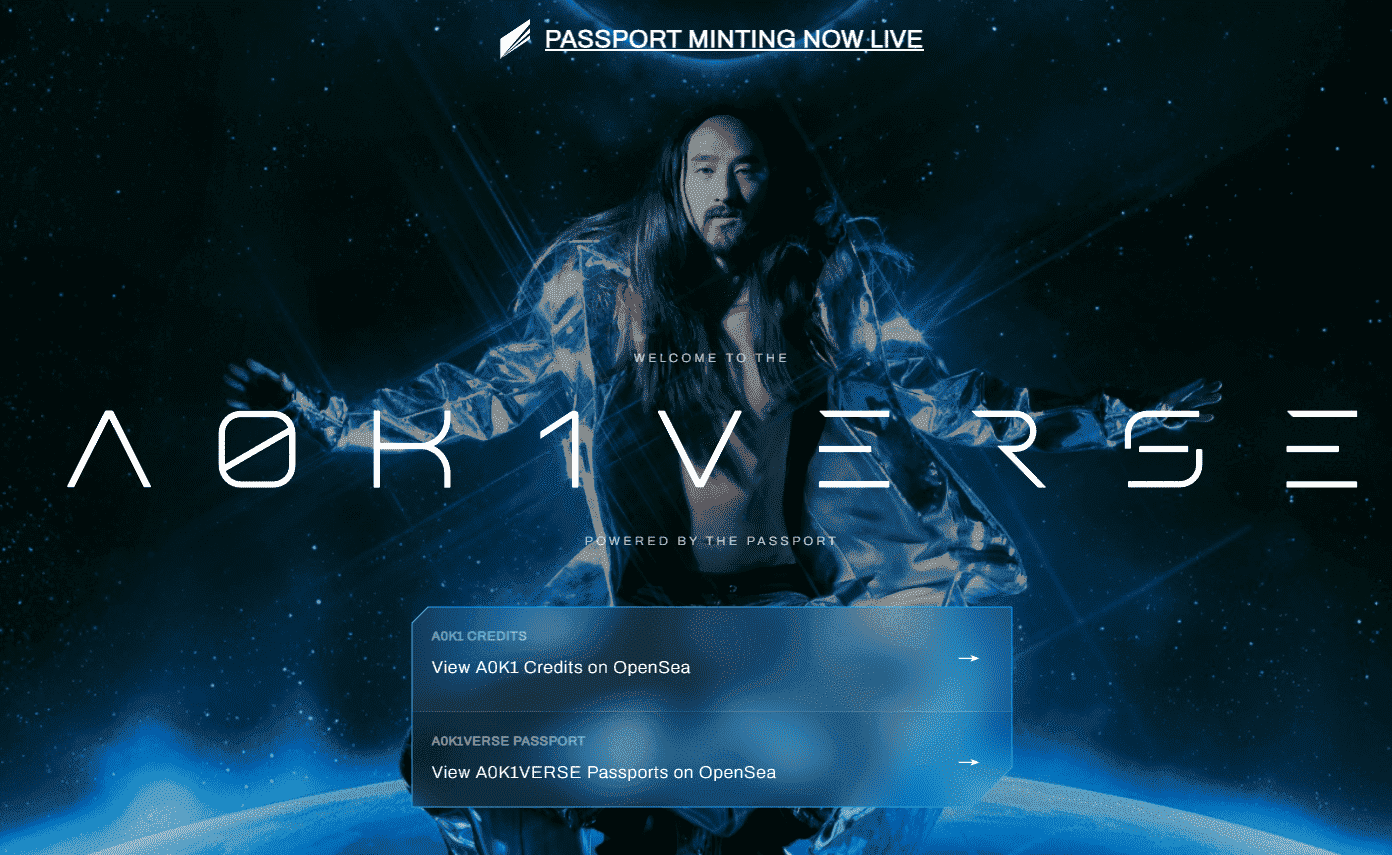 PASSPORT MINTING NOW LIVE
WELCOME TO THE
A0K1VERSE
POWERED BY THE PASSPORT
A0K1 CREDITS
View A0K1 Credits on OpenSea
A0K1VERSE PASSPORT
View A0K1VERSE Passports on OpenSea